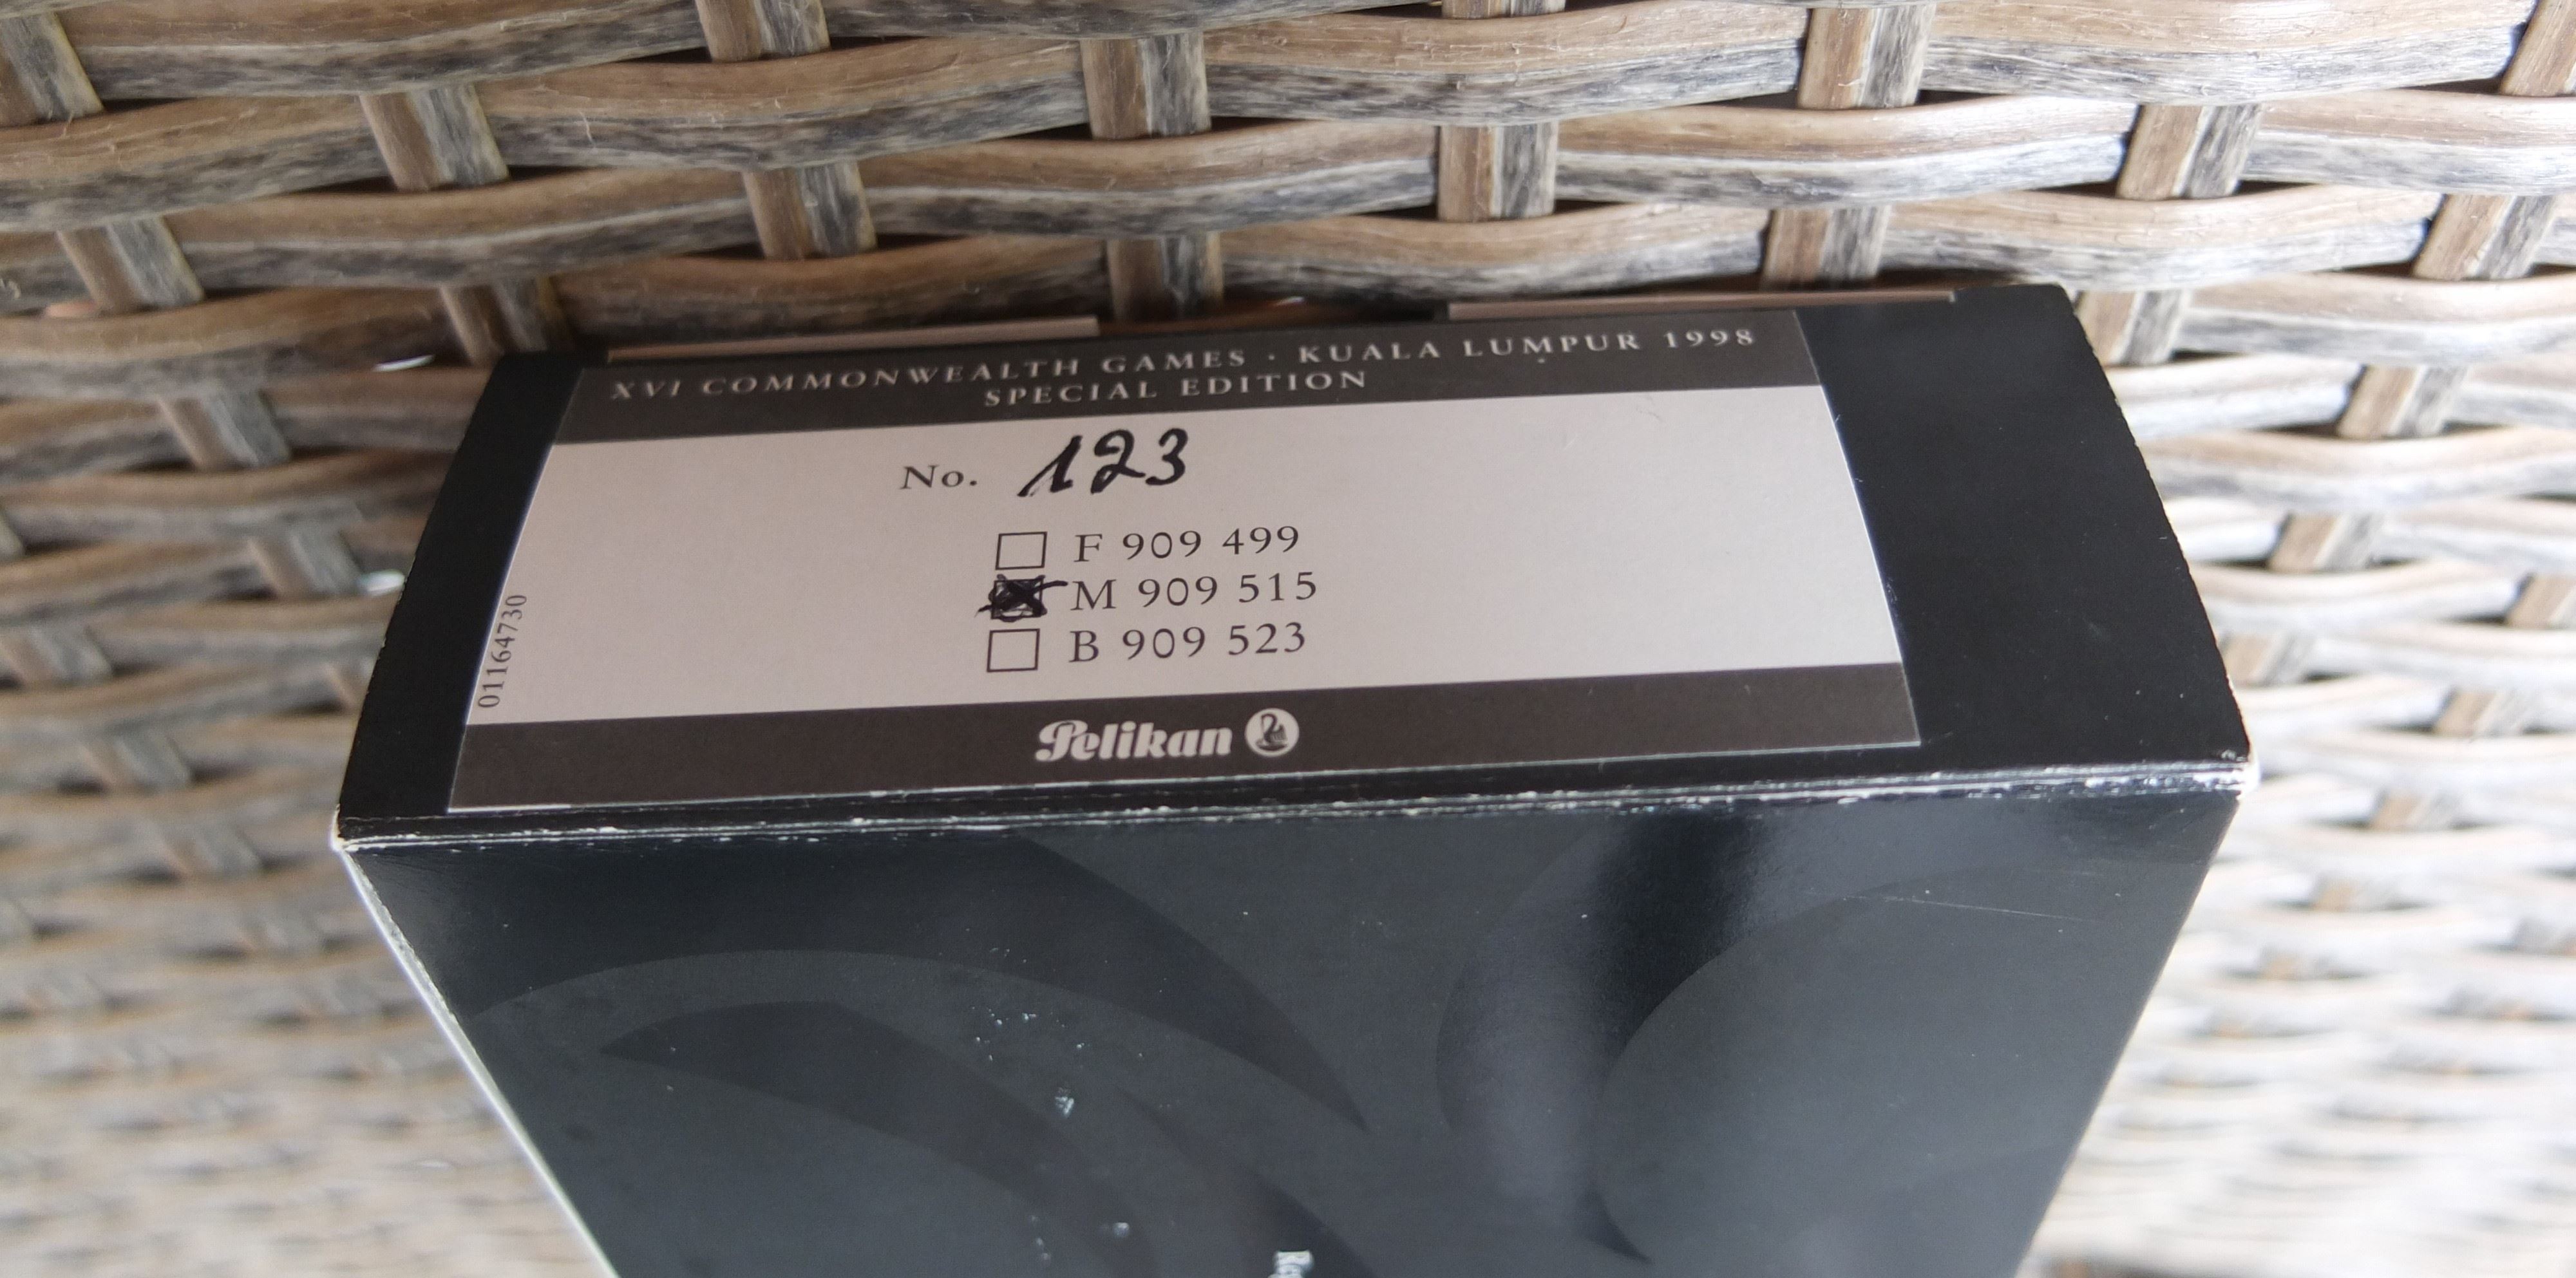 XVI COMMONWEALTH GAMES · KUALA LUMPUR 1998
SPECIAL EDITION
No. 123
F 909 499
M 909 515
B 909 523
01164730
Pelikan